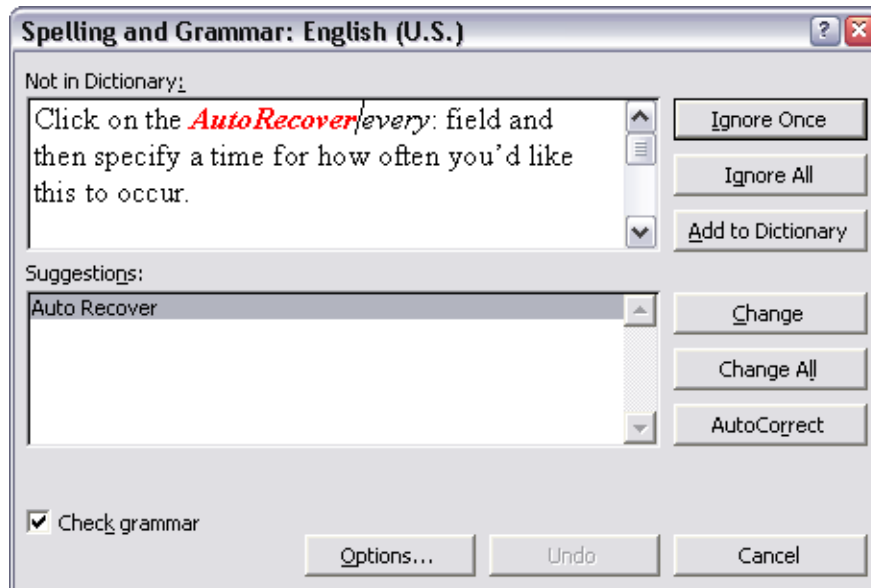 Spelling and Grammar: English (U.S.)
Not in Dictionary:
Click on the AutoRecover every: field and
then specify a time for how often you'd like
this to occur.
Ignore Once
Ignore All
Add to Dictionary
Suggestions:
Auto Recover
Change
Change All
AutoCorrect
Check grammar
Options...
Undo
Cancel